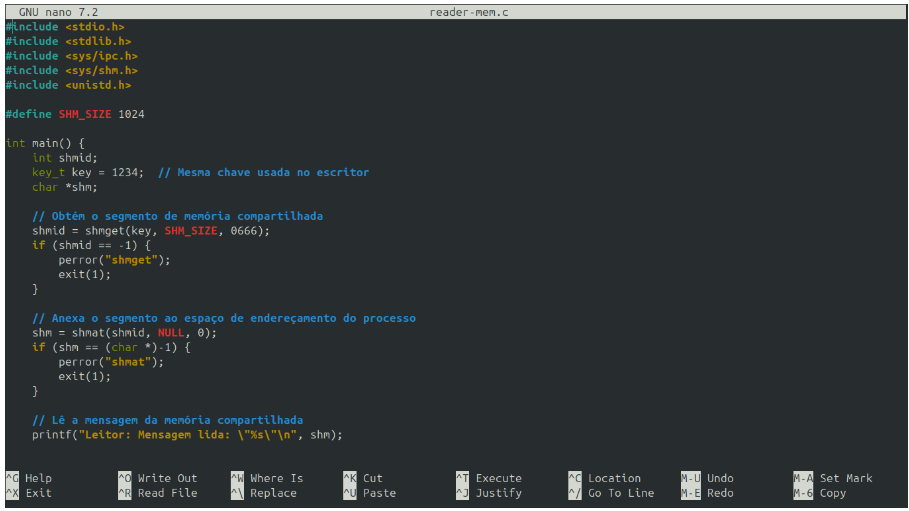 GNU nano 7.2 reader-mem.c
#include <stdio.h>
#include <stdlib.h>
#include <sys/ipc.h>
#include <sys/shm.h>
#include <unistd.h>
#define SHM_SIZE 1024
int main() {
    int shmid;
    key_t key = 1234;  // Mesma chave usada no escritor
    char *shm;
    // Obtém o segmento de memória compartilhada
    shmid = shmget(key, SHM_SIZE, 0666);
    if (shmid == -1) {
        perror("shmget");
        exit(1);
    }
    // Anexa o segmento ao espaço de endereçamento do processo
    shm = shmat(shmid, NULL, 0);
    if (shm == (char *)-1) {
        perror("shmat");
        exit(1);
    }
    // Lê a mensagem da memória compartilhada
    printf("Leitor: Mensagem lida: \"%s\"\n", shm);
^G Help ^O Write Out ^W Where Is ^K Cut ^T Execute ^C Location M-U Undo M-A Set Mark
^X Exit ^R Read File ^\ Replace ^U Paste ^J Justify ^/ Go To Line M-E Redo M-6 Copy